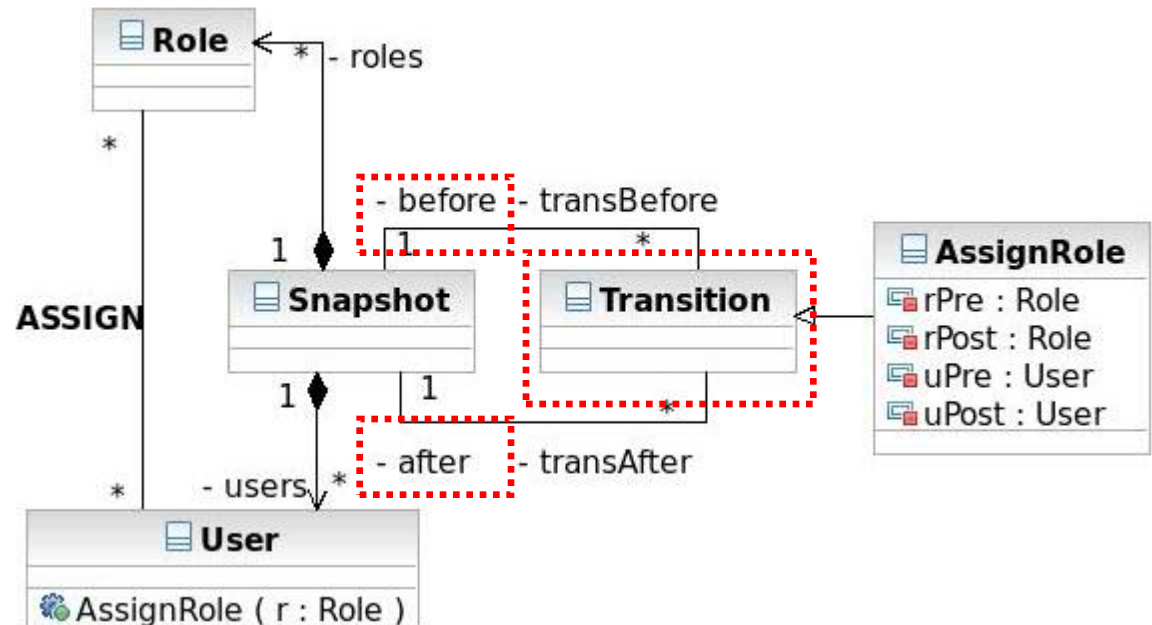 Role
* - roles
*
- before - transBefore
1 1 *
AssignRole
Snapshot Transition
rPre : Role
ASSIGN
rPost : Role
uPre : User
1 1 *
uPost : User
- after - transAfter
* - users *
User
AssignRole ( r : Role )